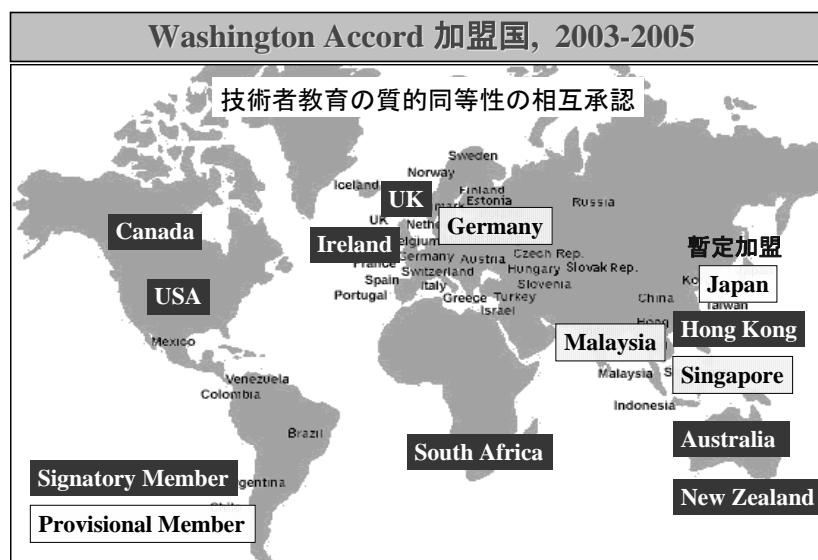 Washington Accord 加盟国, 2003-2005
技術者教育の質的同等性の相互承認
Sweden
Norway
Iceland
Finland
UK
Estonia
Russia
UK
Germany
Canada
Ireland
Germany
Austria
Czech Rep.
暫定加盟
France
Switzerland
Hungary
Slovak Rep.
Spain
Italy
Slovenia
Japan
USA
Portugal
Greece
Turkey
China
Taiwan
Israel
Hong
Hong Kong
Mexico
Malaysia
Malaysia
Singapore
Venezuela
Colombia
Indonesia
Brazil
South Africa
Australia
Signatory Member
Argentina
New Zealand
Provisional Member